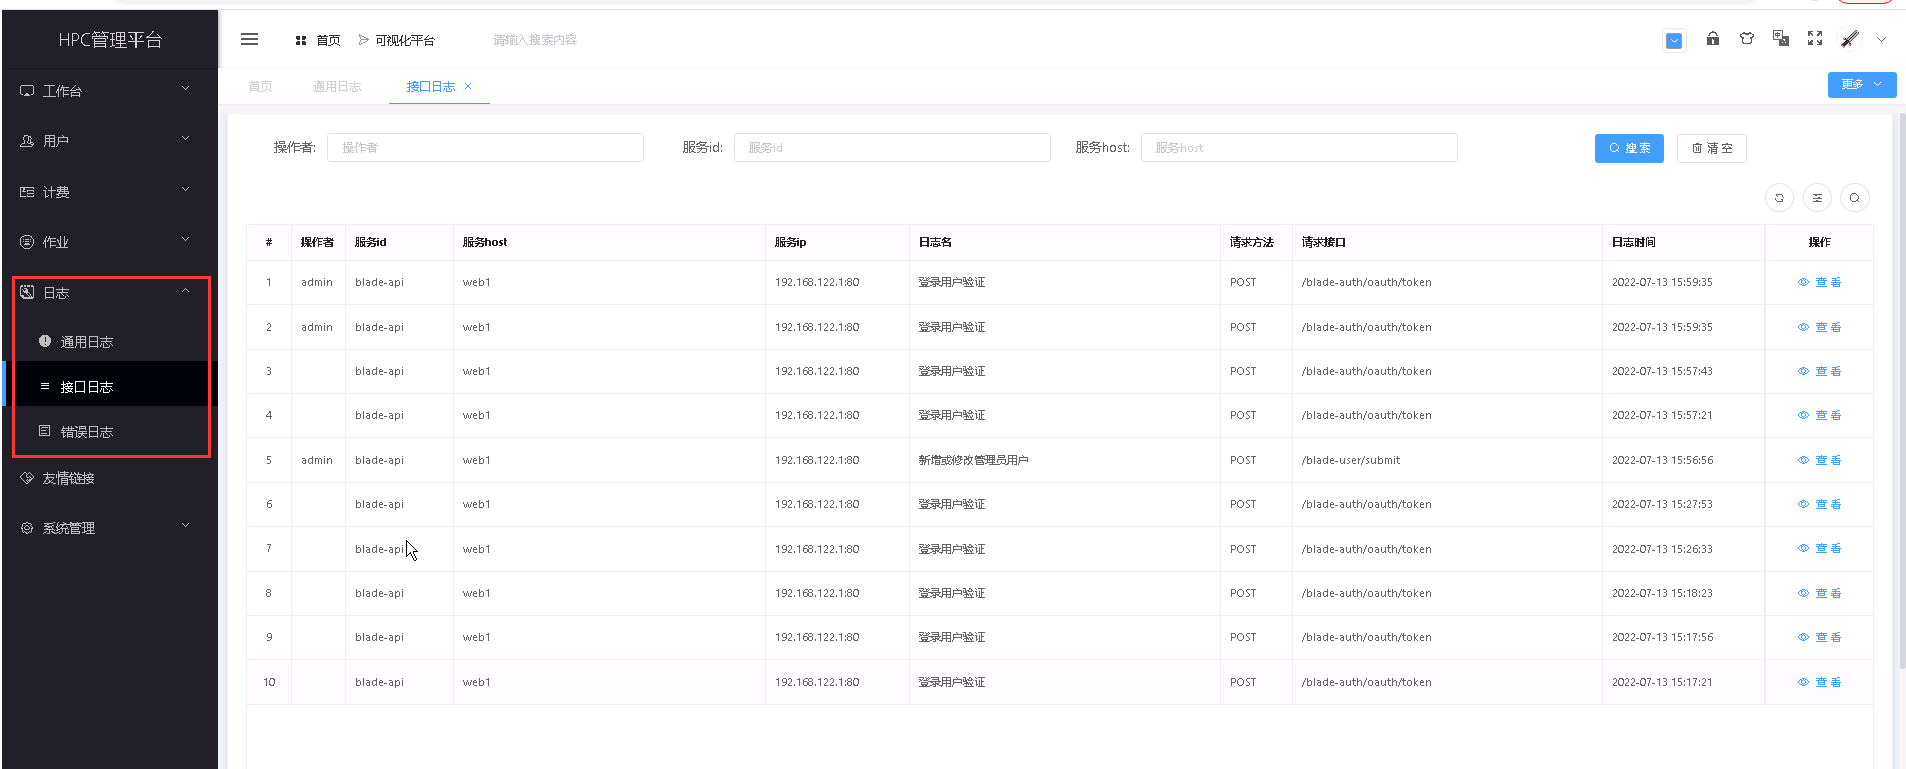 HPC管理平台
首页 可视化平台 请输入搜索内容
首页 通用日志 接口日志 ×
更多
工作台
用户
计费
作业
日志
通用日志
接口日志
错误日志
友情链接
系统管理
操作者: 操作者 服务id: 服务id 服务host: 服务host 搜索 清空
# 操作者 服务id 服务host 服务ip 日志名 请求方法 请求接口 日志时间 操作
1 admin blade-api web1 192.168.122.1:80 登录用户验证 POST /blade-auth/oauth/token 2022-07-13 15:59:35 查看
2 admin blade-api web1 192.168.122.1:80 登录用户验证 POST /blade-auth/oauth/token 2022-07-13 15:59:35 查看
3 blade-api web1 192.168.122.1:80 登录用户验证 POST /blade-auth/oauth/token 2022-07-13 15:57:43 查看
4 blade-api web1 192.168.122.1:80 登录用户验证 POST /blade-auth/oauth/token 2022-07-13 15:57:21 查看
5 admin blade-api web1 192.168.122.1:80 新增或修改管理员用户 POST /blade-user/submit 2022-07-13 15:56:56 查看
6 blade-api web1 192.168.122.1:80 登录用户验证 POST /blade-auth/oauth/token 2022-07-13 15:27:53 查看
7 blade-api web1 192.168.122.1:80 登录用户验证 POST /blade-auth/oauth/token 2022-07-13 15:26:33 查看
8 blade-api web1 192.168.122.1:80 登录用户验证 POST /blade-auth/oauth/token 2022-07-13 15:18:23 查看
9 blade-api web1 192.168.122.1:80 登录用户验证 POST /blade-auth/oauth/token 2022-07-13 15:17:56 查看
10 blade-api web1 192.168.122.1:80 登录用户验证 POST /blade-auth/oauth/token 2022-07-13 15:17:21 查看